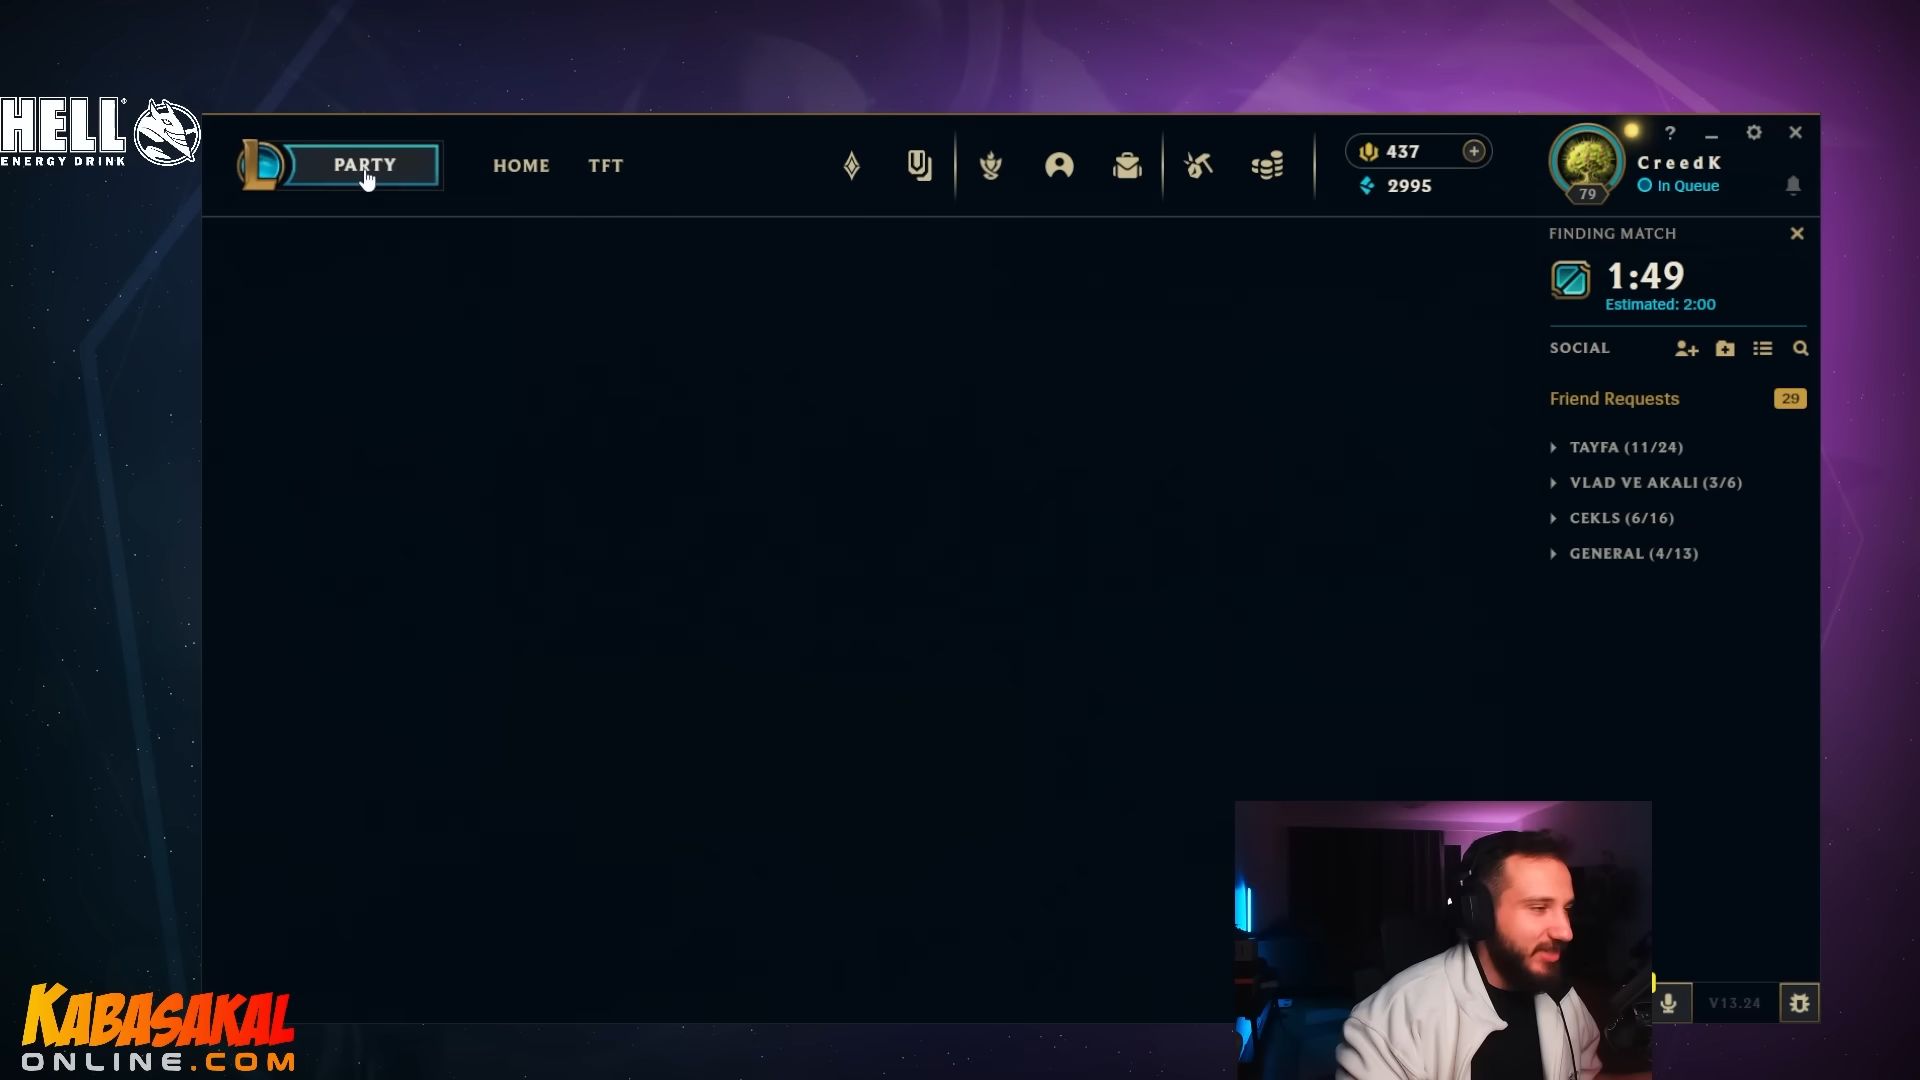 HELL
ENERGY DRINK
PARTY
HOME
TFT
437
2995
79
CreedK
In Queue
FINDING MATCH
1:49
Estimated: 2:00
SOCIAL
Friend Requests
29
TAYFA (11/24)
VLAD VE AKALI (3/6)
CEKLS (6/16)
GENERAL (4/13)
V13.24
KABASAKAL
ONLINE.COM